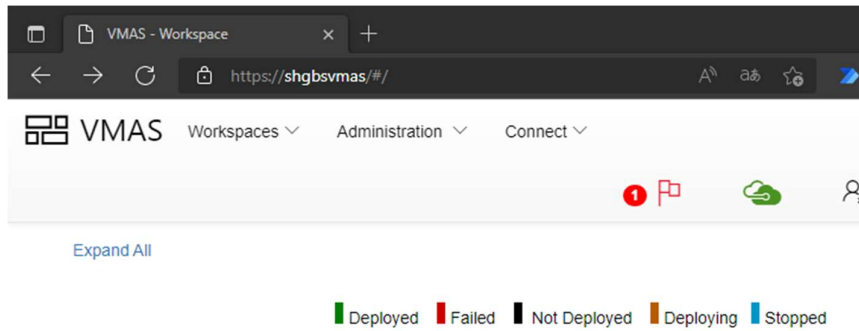 VMAS - Workspace
https://shgbsvmas/#/
VMAS Workspaces Administration Connect
1
Expand All
Deployed Failed Not Deployed Deploying Stopped